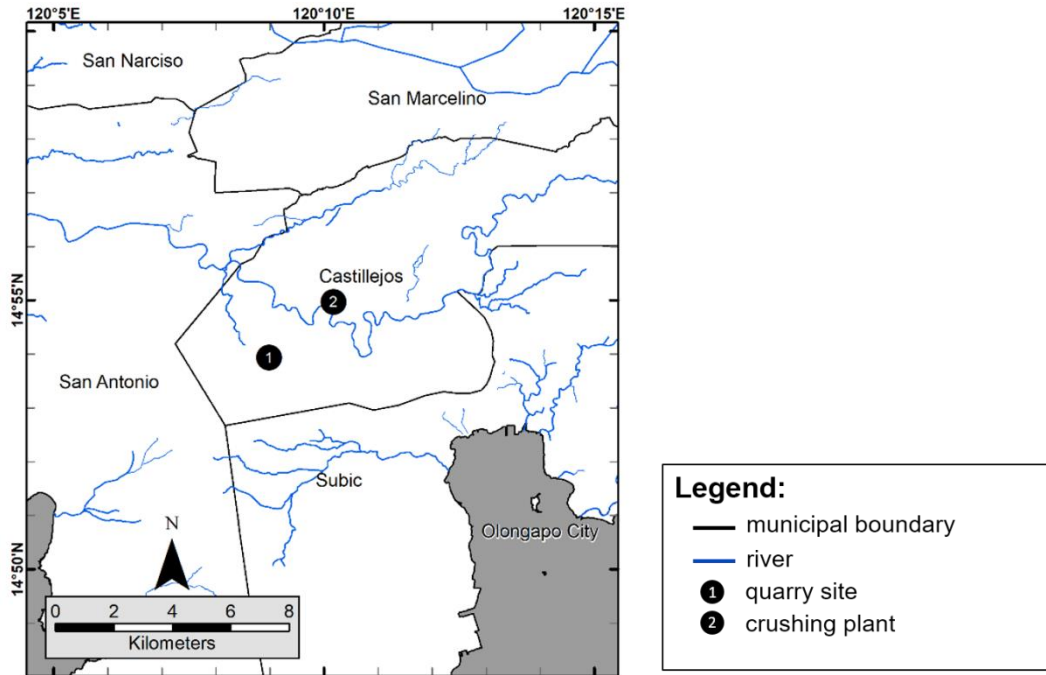 120°5'E 120°10'E 120°15'E
San Narciso
San Marcelino
Castillejos
14°55'N
2
1
San Antonio
Subic
Olongapo City
N
14°50'N
0 2 4 6 8
Kilometers
Legend:
municipal boundary
river
1 quarry site
2 crushing plant